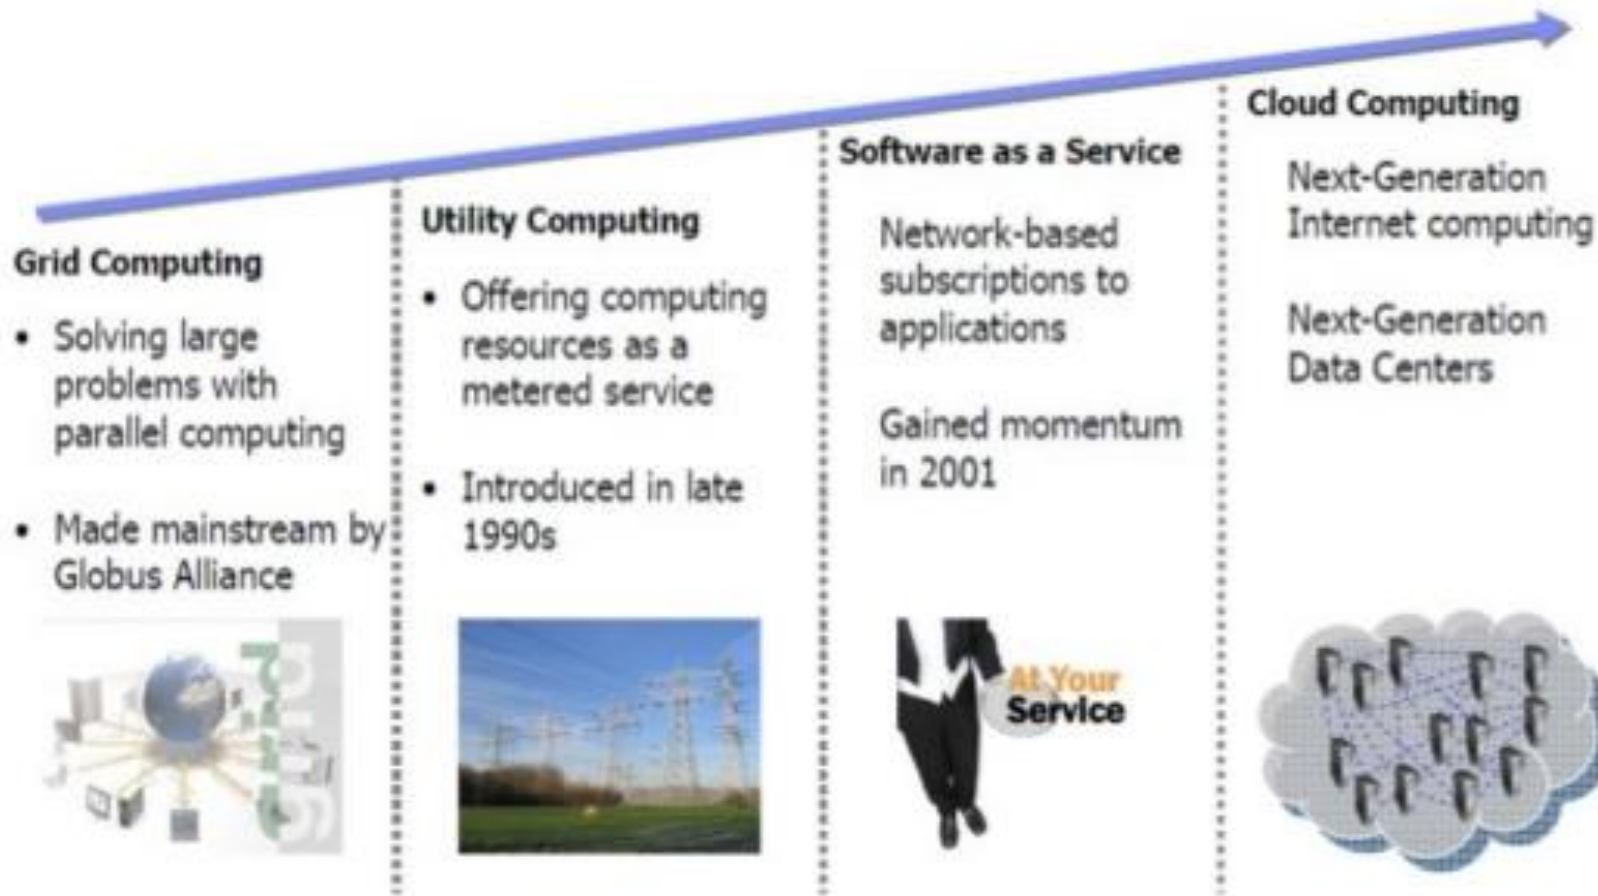 Grid Computing
• Solving large
problems with
parallel computing
• Made mainstream by
Globus Alliance
grid
Utility Computing
• Offering computing
resources as a
metered service
• Introduced in late
1990s
Software as a Service
Network-based
subscriptions to
applications
Gained momentum
in 2001
At Your
Service
Cloud Computing
Next-Generation
Internet computing
Next-Generation
Data Centers